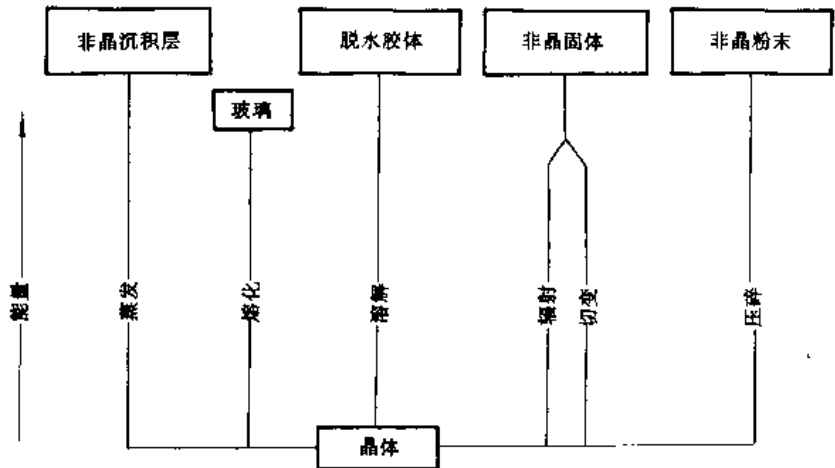 非晶沉积层
脱水胶体
非晶固体
非晶粉末
玻璃
能量
蒸发
熔化
溶解
辐射
切变
压碎
晶体